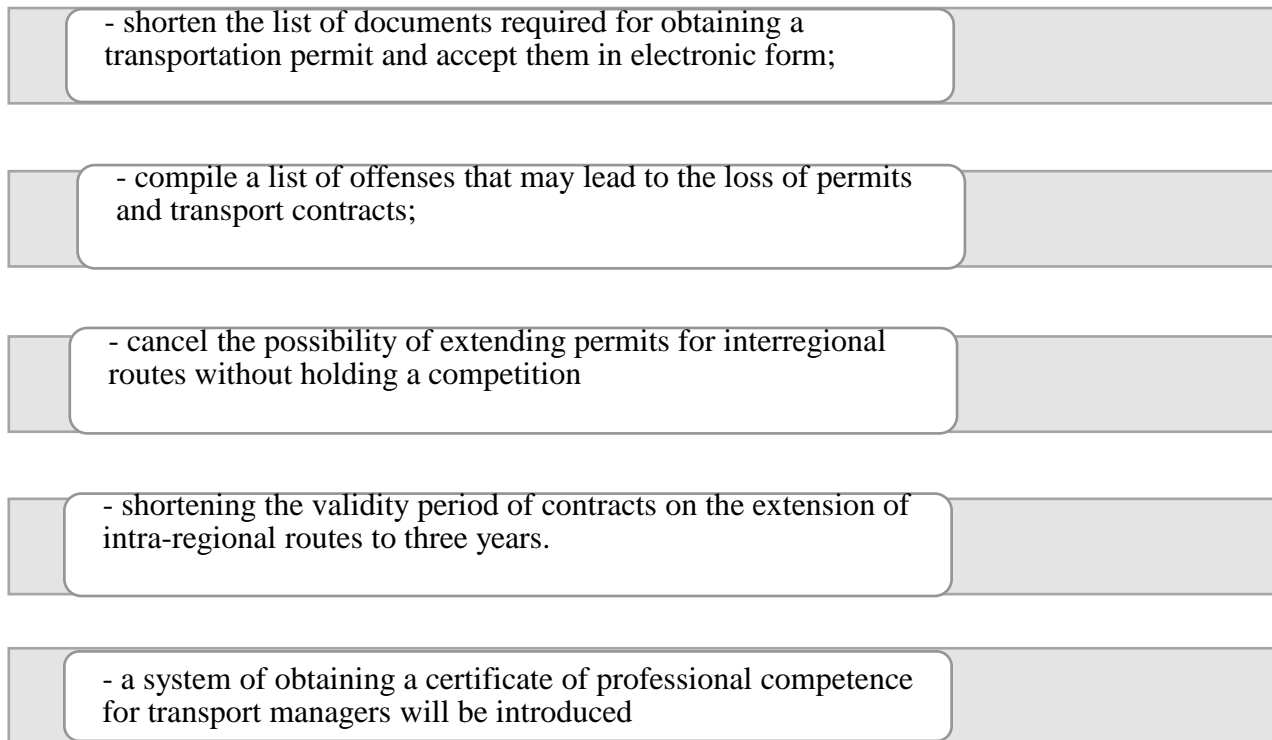 - shorten the list of documents required for obtaining a
transportation permit and accept them in electronic form;
- compile a list of offenses that may lead to the loss of permits
and transport contracts;
- cancel the possibility of extending permits for interregional
routes without holding a competition
- shortening the validity period of contracts on the extension of
intra-regional routes to three years.
- a system of obtaining a certificate of professional competence
for transport managers will be introduced